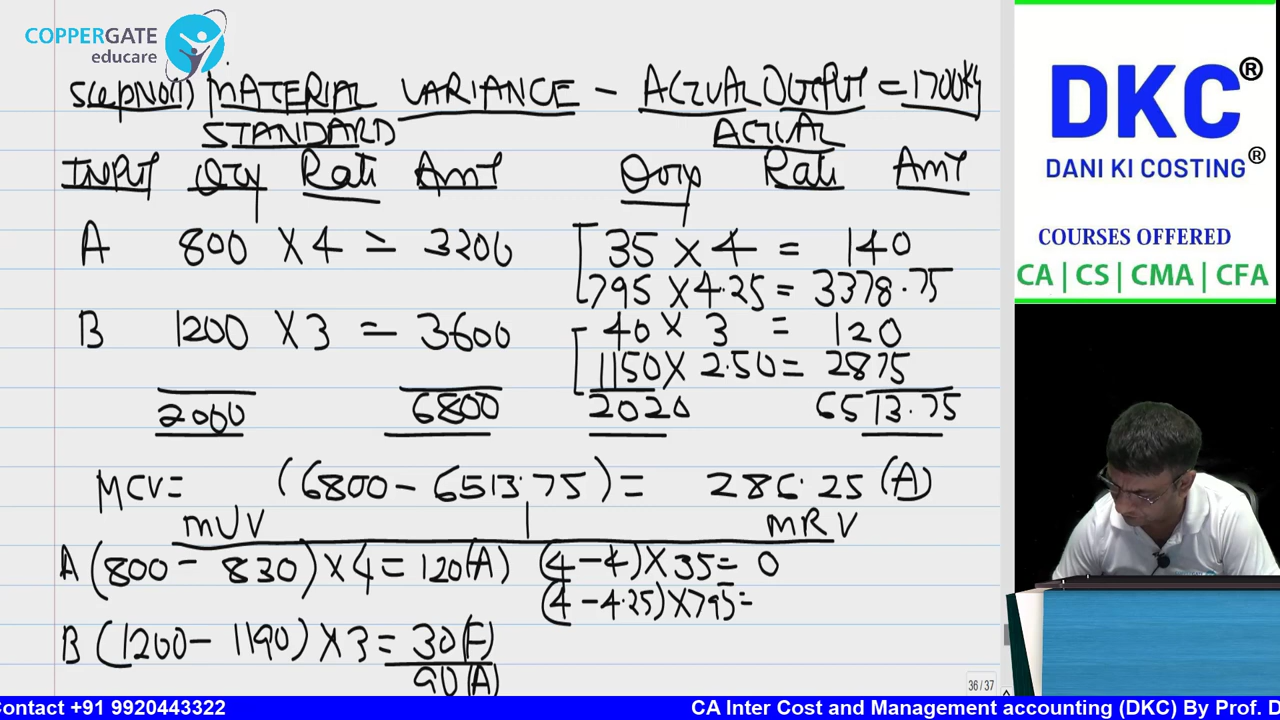 COPPERGATE
educare
Step No(1) MATERIAL VARIANCE - ACTUAL OUTPUT = 1700Kg
STANDARD ACTUAL
INPUT Qty Rate AmT Qty Rate AmT
A 800 X 4 = 3200 35 X 4 = 140
795 X 4.25 = 3378.75
B 1200 X 3 = 3600 40 X 3 = 120
1150 X 2.50 = 2875
2000 6800 2020 6513.75
MCV = (6800 - 6513.75) = 286.25 (A)
MUV MRV
A (800 - 830) X 4 = 120 (A) (4 - 4) X 35 = 0
(4 - 4.25) X 795 =
B (1200 - 1190) X 3 = 30 (F)
90 (A)
36/37
DKC®
DANI KI COSTING®
COURSES OFFERED
CA | CS | CMA | CFA
Contact +91 9920443322 CA Inter Cost and Management accounting (DKC) By Prof. D